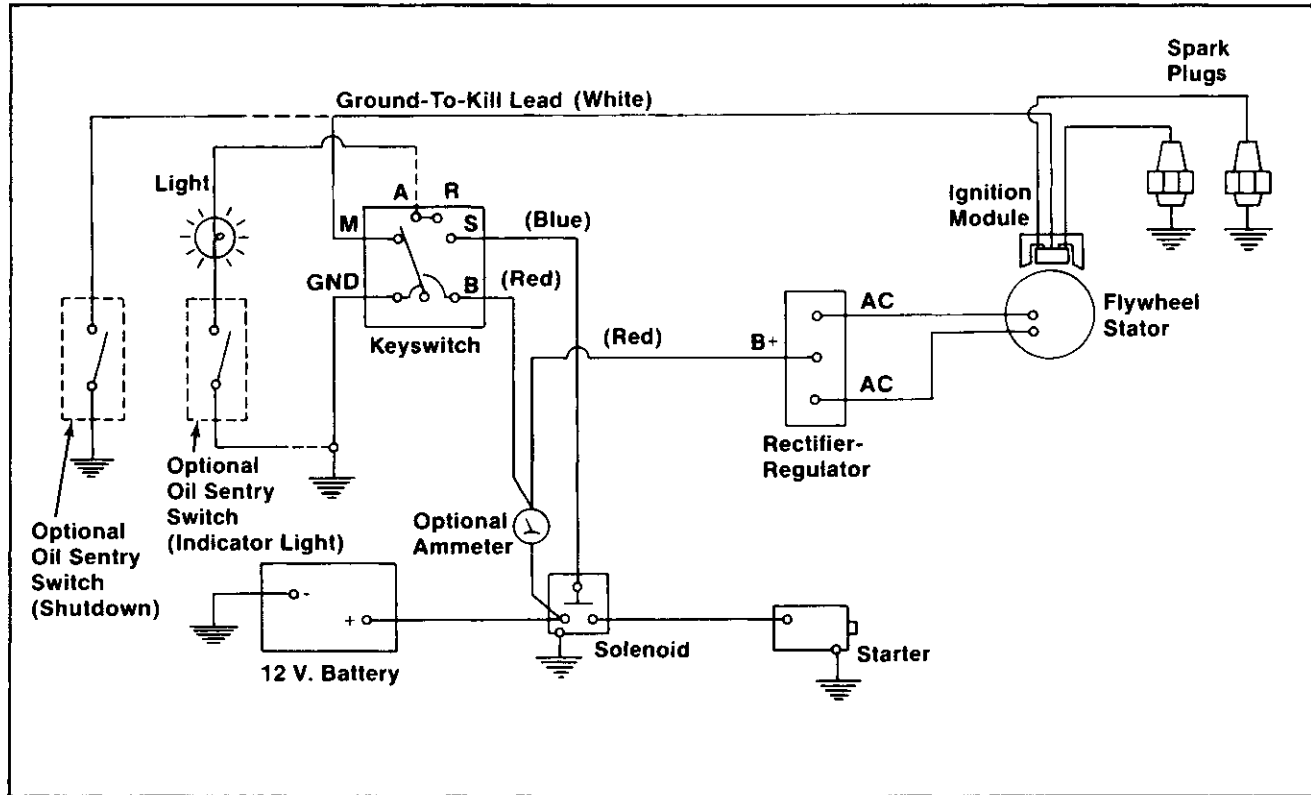 Spark
Plugs
Ground-To-Kill Lead (White)
Light
A
R
M
S
(Blue)
Ignition
Module
GND
B
(Red)
Keyswitch
AC
Flywheel
Stator
(Red)
B+
AC
Rectifier-
Regulator
Optional
Oil Sentry
Switch
(Indicator Light)
Optional
Ammeter
Optional
Oil Sentry
Switch
(Shutdown)
-
+
12 V. Battery
Solenoid
Starter